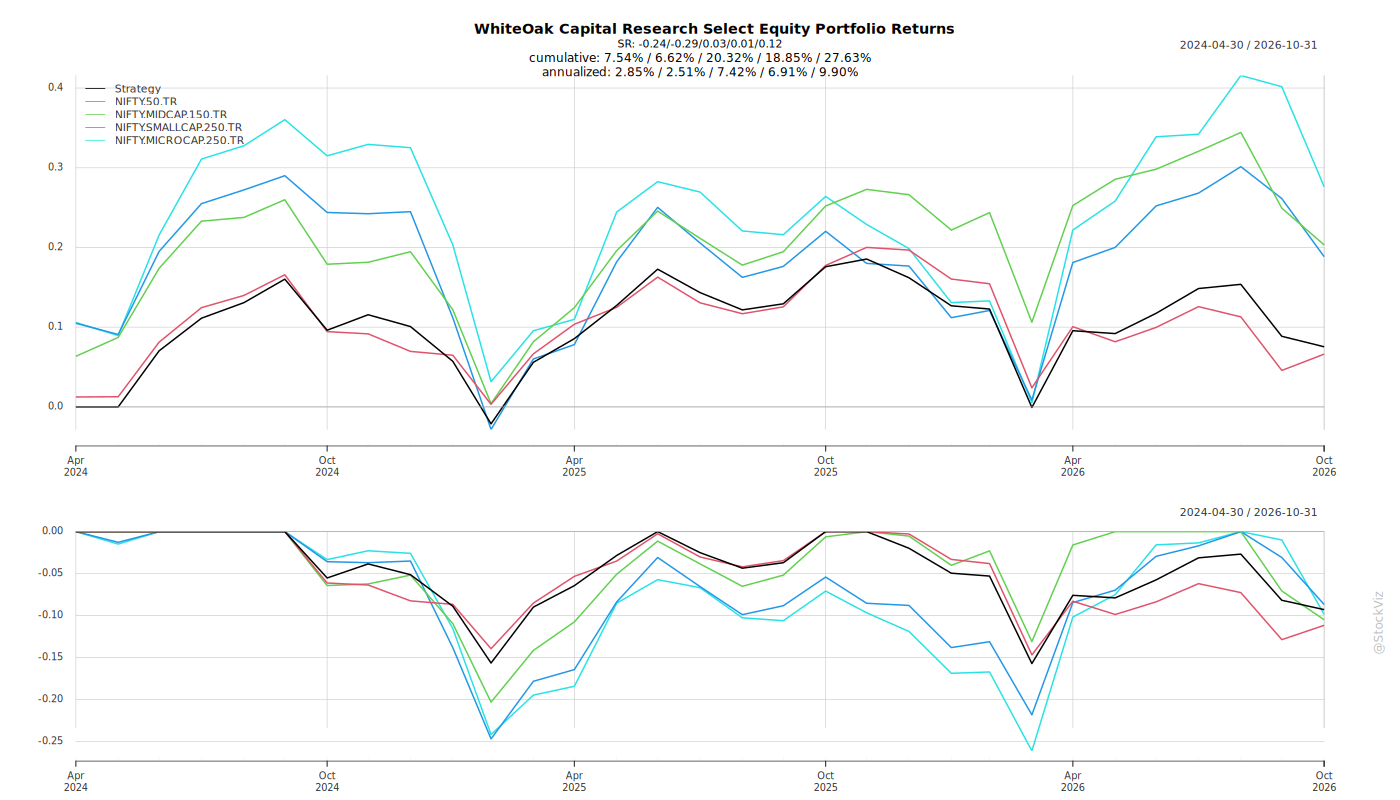 WhiteOak Capital Research Select Equity Portfolio Returns
SR: -0.24/-0.29/0.03/0.01/0.12
cumulative: 7.54% / 6.62% / 20.32% / 18.85% / 27.63%
annualized: 2.85% / 2.51% / 7.42% / 6.91% / 9.90%
2024-04-30 / 2026-10-31
Strategy
NIFTY.50.TR
NIFTY.MIDCAP.150.TR
NIFTY.SMALLCAP.250.TR
NIFTY.MICROCAP.250.TR
0.4
0.3
0.2
0.1
0.0
Apr 2024
Oct 2024
Apr 2025
Oct 2025
Apr 2026
Oct 2026
2024-04-30 / 2026-10-31
0.00
-0.05
-0.10
-0.15
-0.20
-0.25
Apr 2024
Oct 2024
Apr 2025
Oct 2025
Apr 2026
Oct 2026
@StockViz